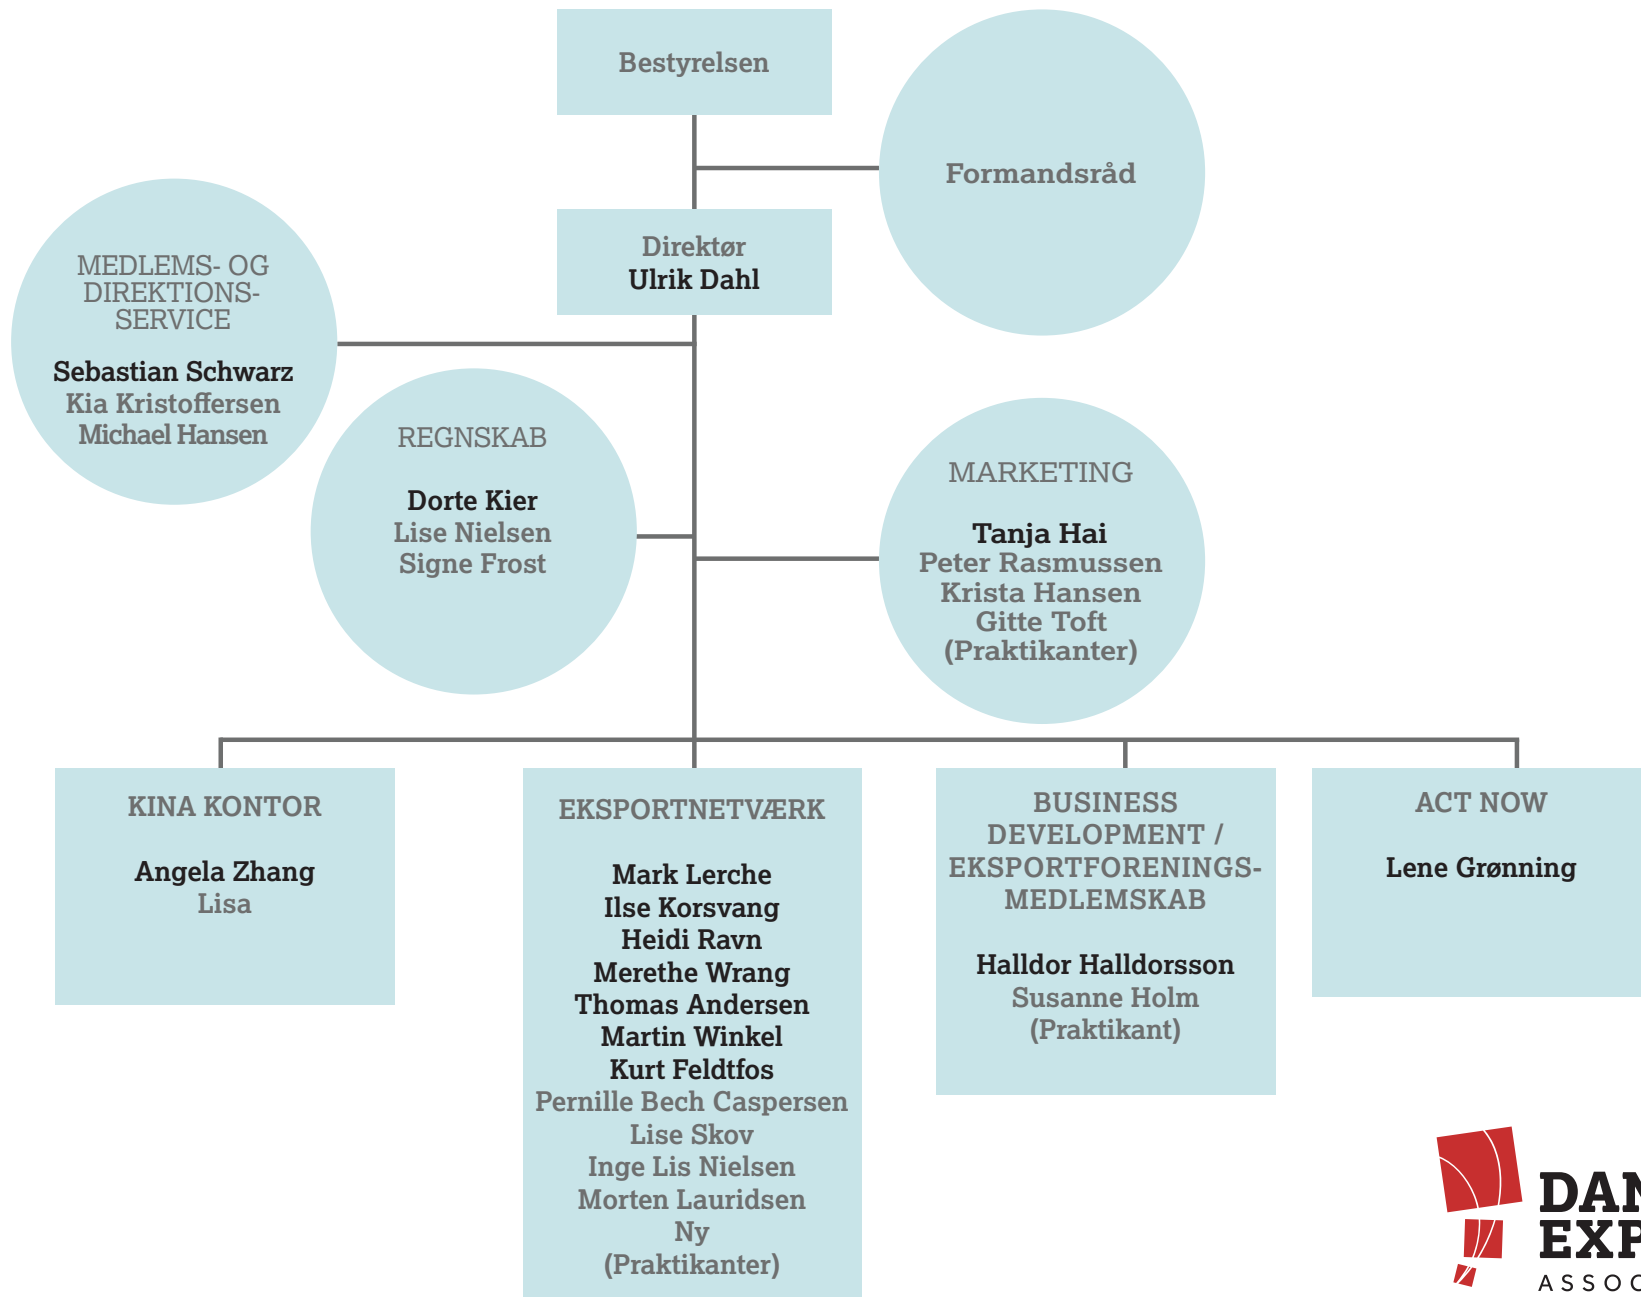 Bestyrelsen
Formandsråd
Direktør
Ulrik Dahl
MEDLEMS- OG
DIREKTIONS-
SERVICE
Sebastian Schwarz
Kia Kristoffersen
Michael Hansen
REGNSKAB
Dorte Kier
Lise Nielsen
Signe Frost
MARKETING
Tanja Hai
Peter Rasmussen
Krista Hansen
Gitte Toft
(Praktikanter)
KINA KONTOR
Angela Zhang
Lisa
EKSPORTNETVÆRK
Mark Lerche
Ilse Korsvang
Heidi Ravn
Merethe Wrang
Thomas Andersen
Martin Winkel
Kurt Feldtfos
Pernille Bech Caspersen
Lise Skov
Inge Lis Nielsen
Morten Lauridsen
Ny
(Praktikanter)
BUSINESS
DEVELOPMENT /
EKSPORTFORENINGS-
MEDLEMSKAB
Halldor Halldorsson
Susanne Holm
(Praktikant)
ACT NOW
Lene Grønning